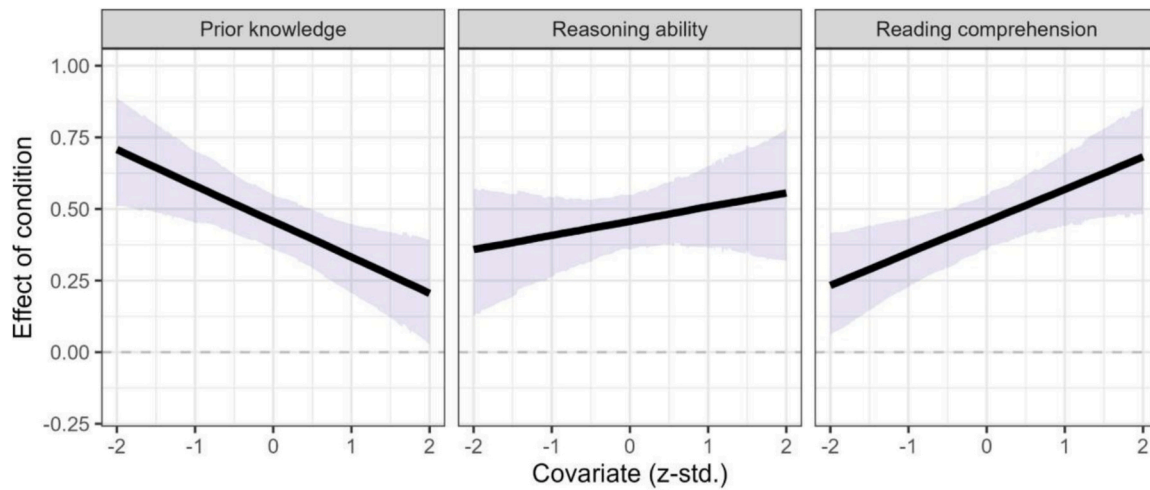 Prior knowledge Reasoning ability Reading comprehension
1.00
0.75
0.50
0.25
0.00
-0.25
Effect of condition
-2 -1 0 1 2 -2 -1 0 1 2 -2 -1 0 1 2
Covariate (z-std.)